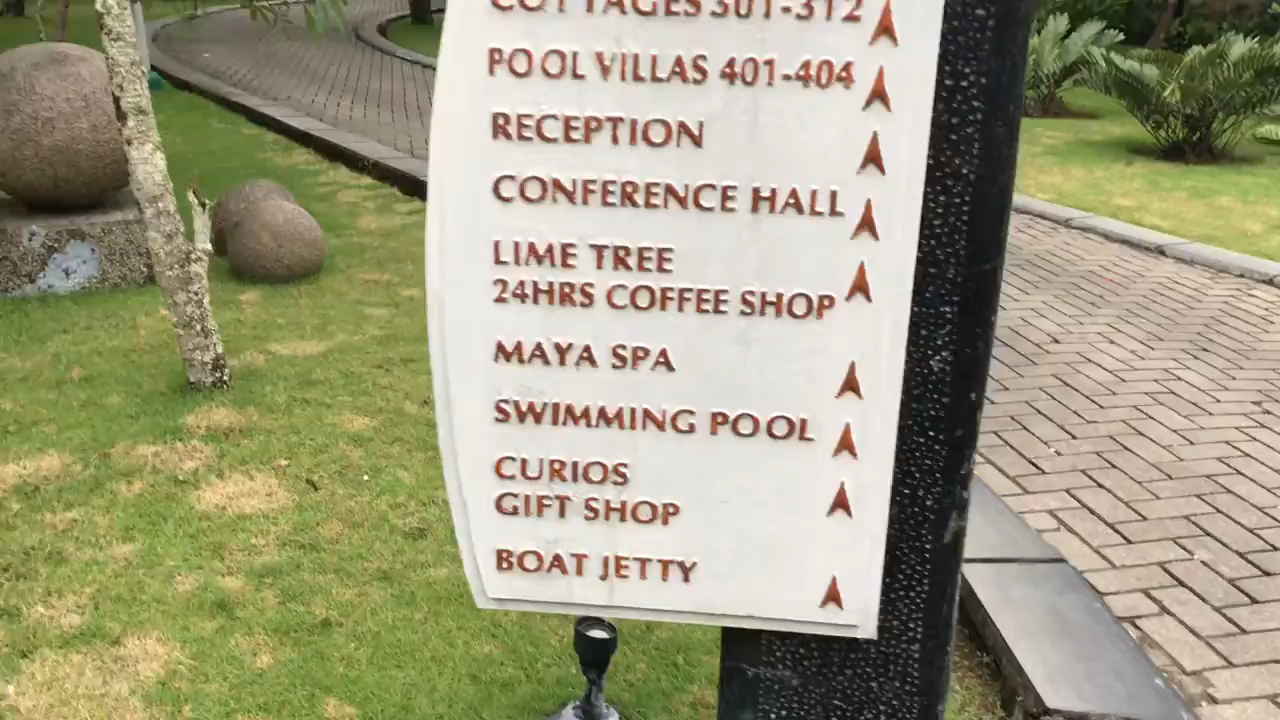 COTTAGES 301-312
POOL VILLAS 401-404
RECEPTION
CONFERENCE HALL
LIME TREE
24HRS COFFEE SHOP
MAYA SPA
SWIMMING POOL
CURIOS
GIFT SHOP
BOAT JETTY